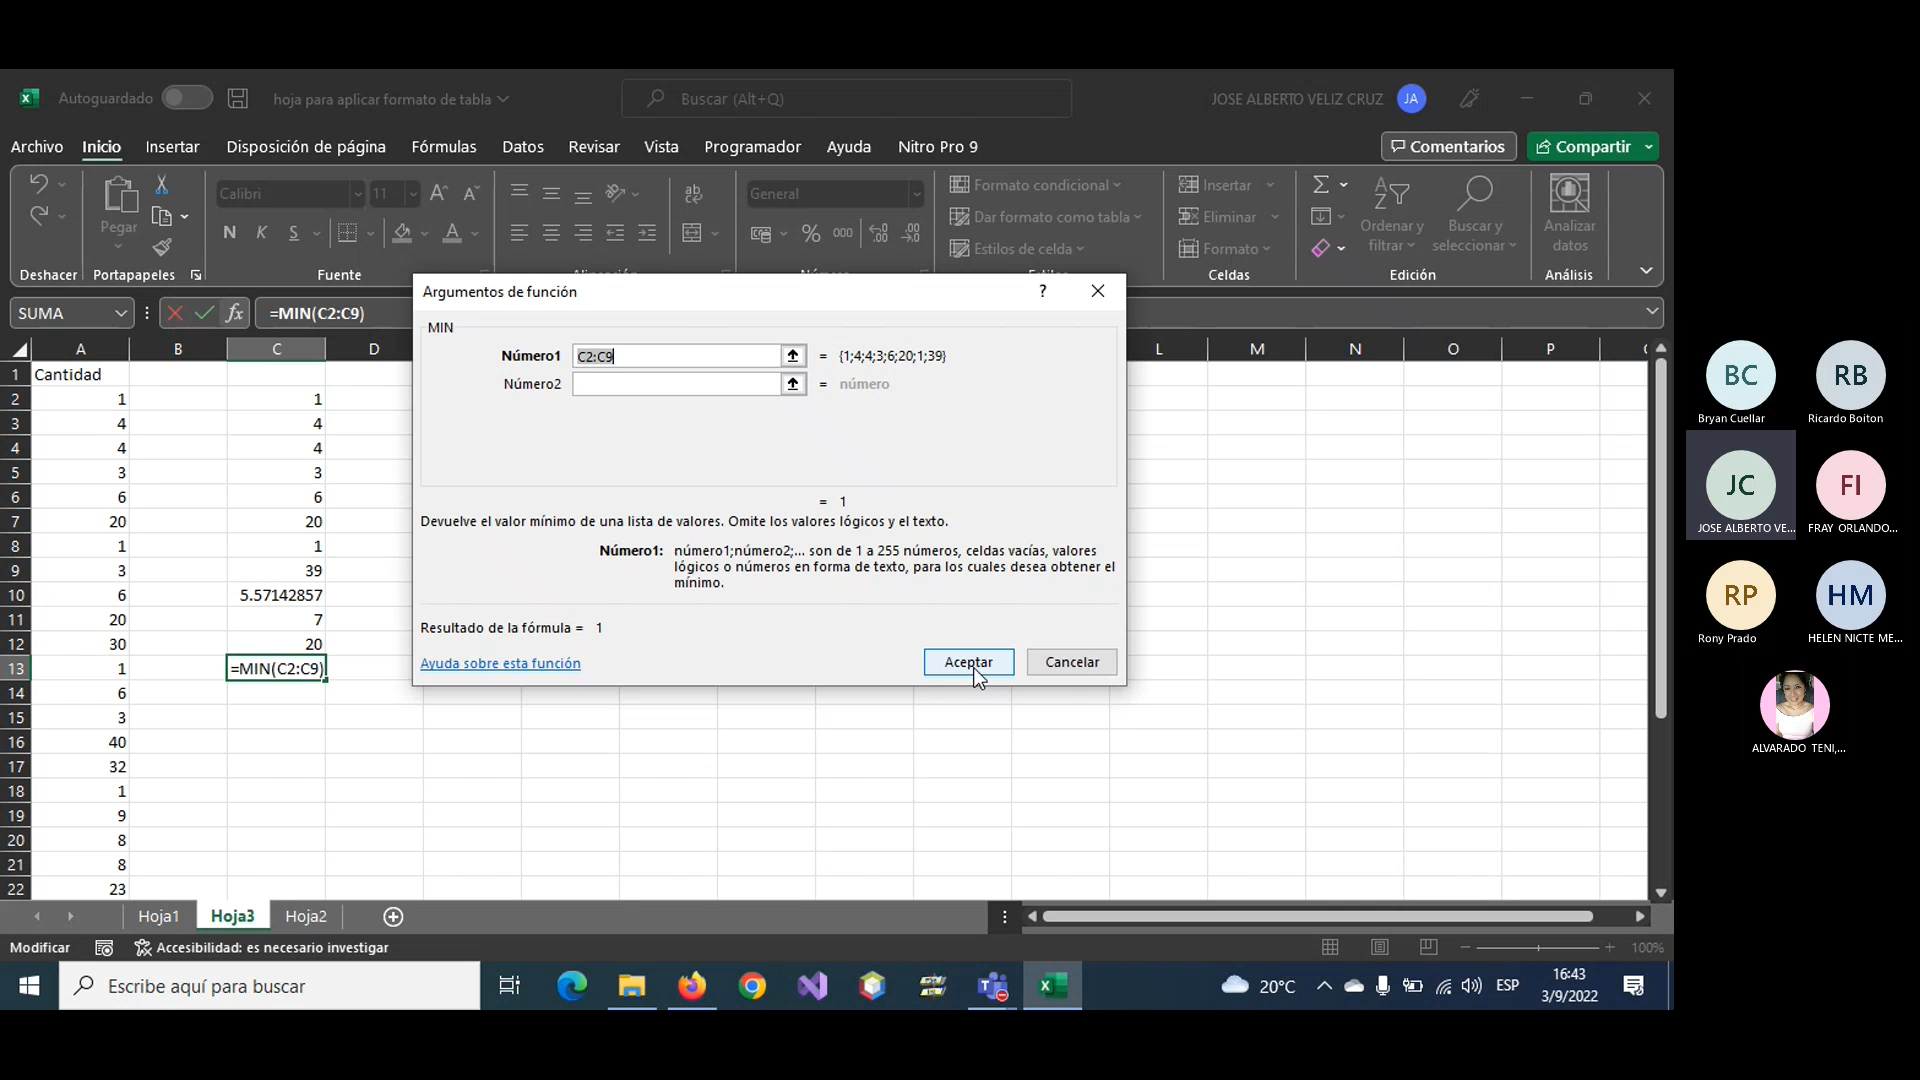 Autoguardado
hoja para aplicar formato de tabla
Buscar (Alt+Q)
JOSE ALBERTO VELIZ CRUZ
JA
Archivo Inicio Insertar Disposición de página Fórmulas Datos Revisar Vista Programador Ayuda Nitro Pro 9
Comentarios
Compartir
Pegar
Calibri 11
N K S
General
% 000
Formato condicional
Dar formato como tabla
Estilos de celda
Insertar
Eliminar
Formato
Ordenar y filtrar
Buscar y seleccionar
Analizar datos
Deshacer Portapapeles Fuente Celdas Edición Análisis
SUMA
fx
=MIN(C2:C9)
A B C D L M N O P
1 Cantidad
2 1 1
3 4 4
4 4 4
5 3 3
6 6 6
7 20 20
8 1 1
9 3 39
10 6 5.57142857
11 20 7
12 30 20
13 1 =MIN(C2:C9)
14 6
15 3
16 40
17 32
18 1
19 9
20 8
21 8
22 23
Argumentos de función
?
MIN
Número1 C2:C9 = {1;4;4;3;6;20;1;39}
Número2 = número
= 1
Devuelve el valor mínimo de una lista de valores. Omite los valores lógicos y el texto.
Número1: número1;número2;... son de 1 a 255 números, celdas vacías, valores
lógicos o números en forma de texto, para los cuales desea obtener el
mínimo.
Resultado de la fórmula = 1
Ayuda sobre esta función
Aceptar
Cancelar
Hoja1 Hoja3 Hoja2
Modificar
Accesibilidad: es necesario investigar
100%
Escribe aquí para buscar
20°C
ESP
16:43
3/9/2022
BC
Bryan Cuellar
RB
Ricardo Boiton
JC
JOSE ALBERTO VE...
FI
FRAY ORLANDO...
RP
Rony Prado
HM
HELEN NICTE ME...
ALVARADO TENI,...